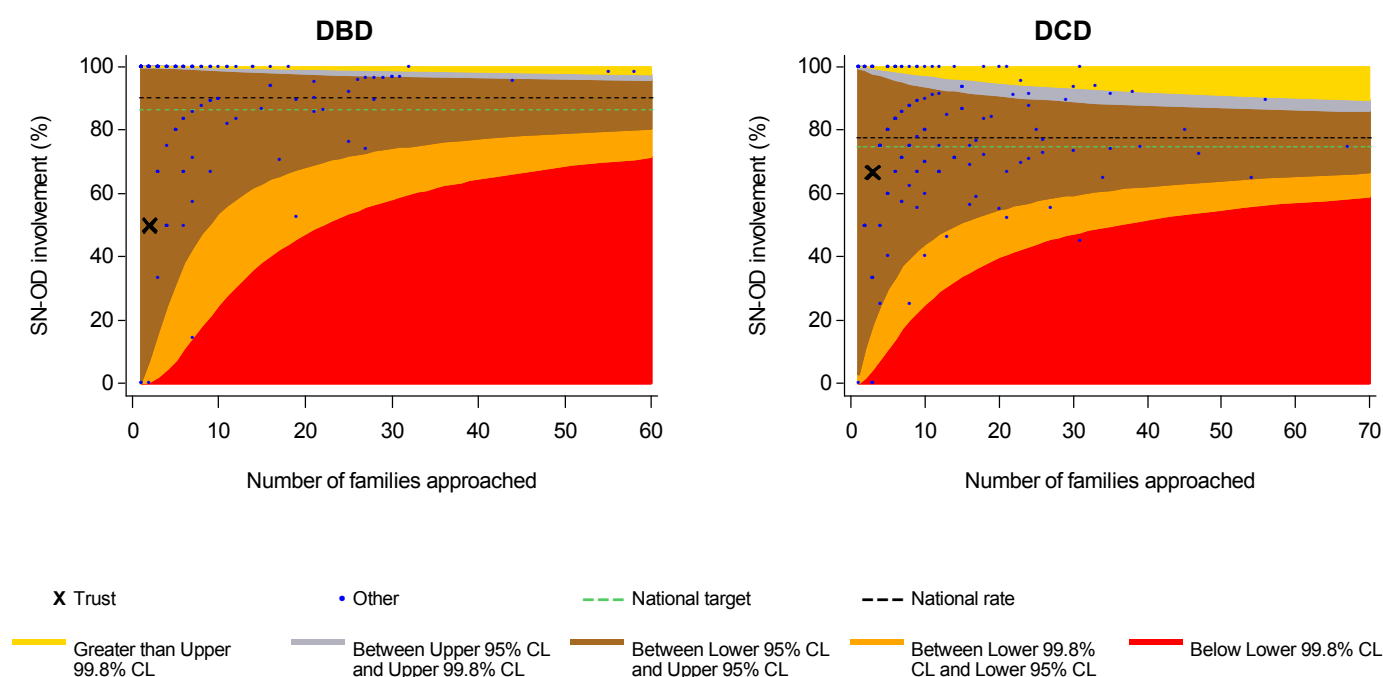 DBD
DCD
SN-OD involvement (%)
100
80
60
40
20
0
0 10 20 30 40 50 60
Number of families approached
SN-OD involvement (%)
100
80
60
40
20
0
0 10 20 30 40 50 60 70
Number of families approached
X Trust
Other
National target
National rate
Greater than Upper
99.8% CL
Between Upper 95% CL
and Upper 99.8% CL
Between Lower 95% CL
and Upper 95% CL
Between Lower 99.8%
CL and Lower 95% CL
Below Lower 99.8% CL